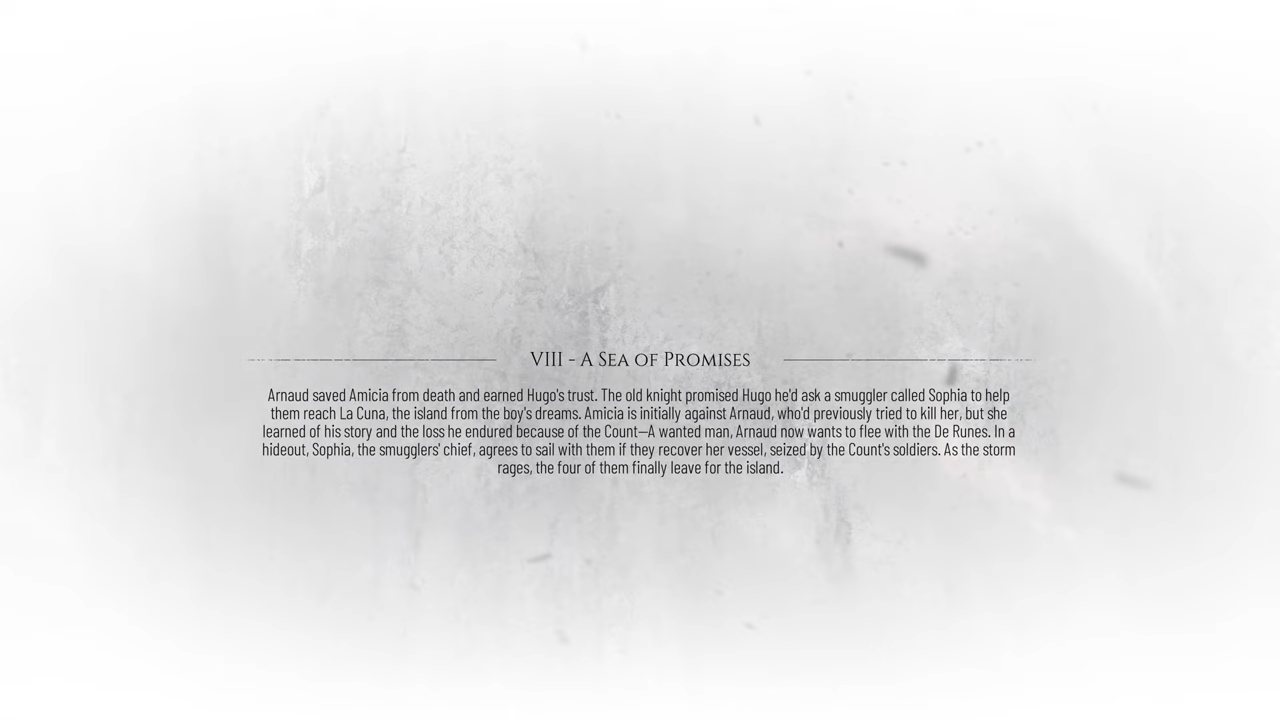 VIII - A Sea of Promises
Arnaud saved Amicia from death and earned Hugo's trust. The old knight promised Hugo he'd ask a smuggler called Sophia to help
them reach La Cuna, the island from the boy's dreams. Amicia is initially against Arnaud, who'd previously tried to kill her, but she
learned of his story and the loss he endured because of the Count—A wanted man, Arnaud now wants to flee with the De Runes. In a
hideout, Sophia, the smugglers' chief, agrees to sail with them if they recover her vessel, seized by the Count's soldiers. As the storm
rages, the four of them finally leave for the island.